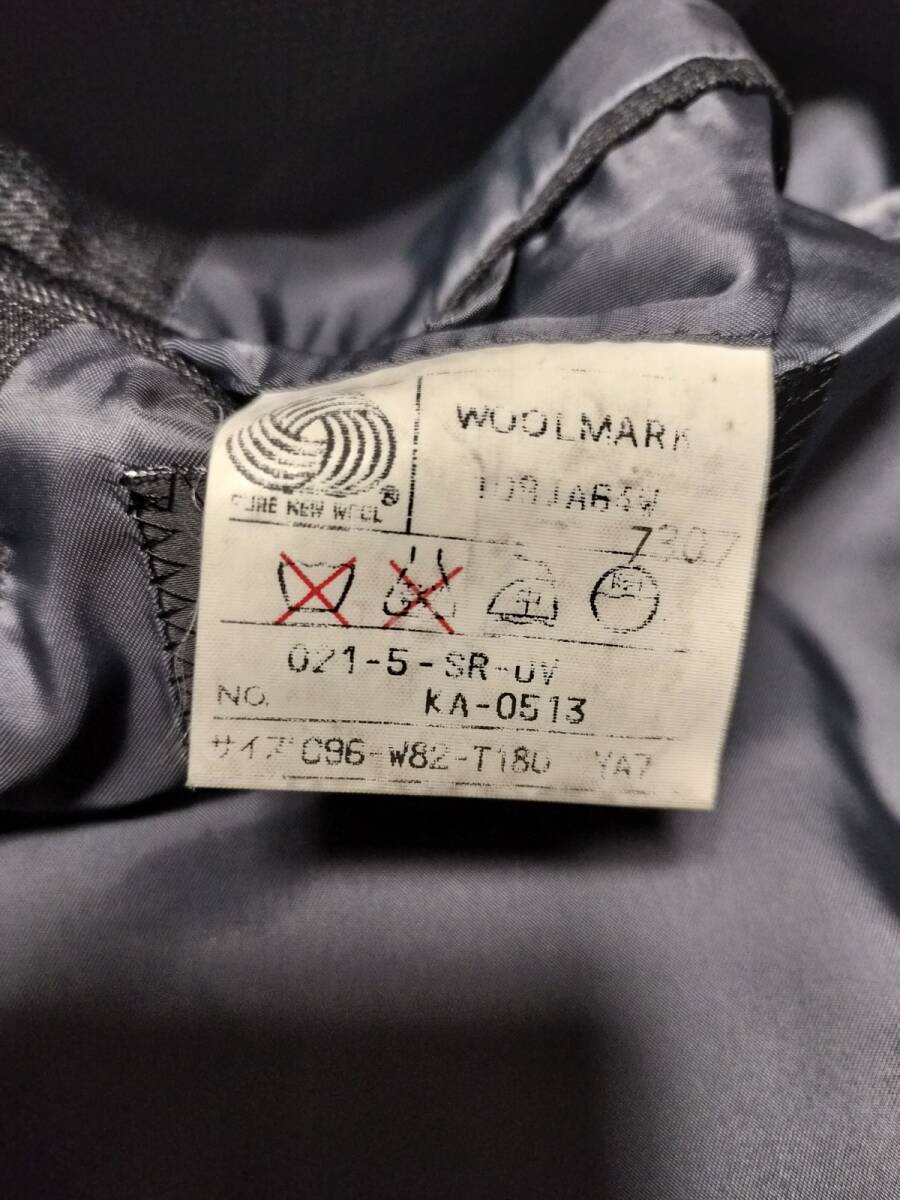 WOOLMARK
PURE NEW WOOL®
109JA64W
7307
021-5-SR-UV
NO. KA-0513
サイズ C96-W82-T180 YA7